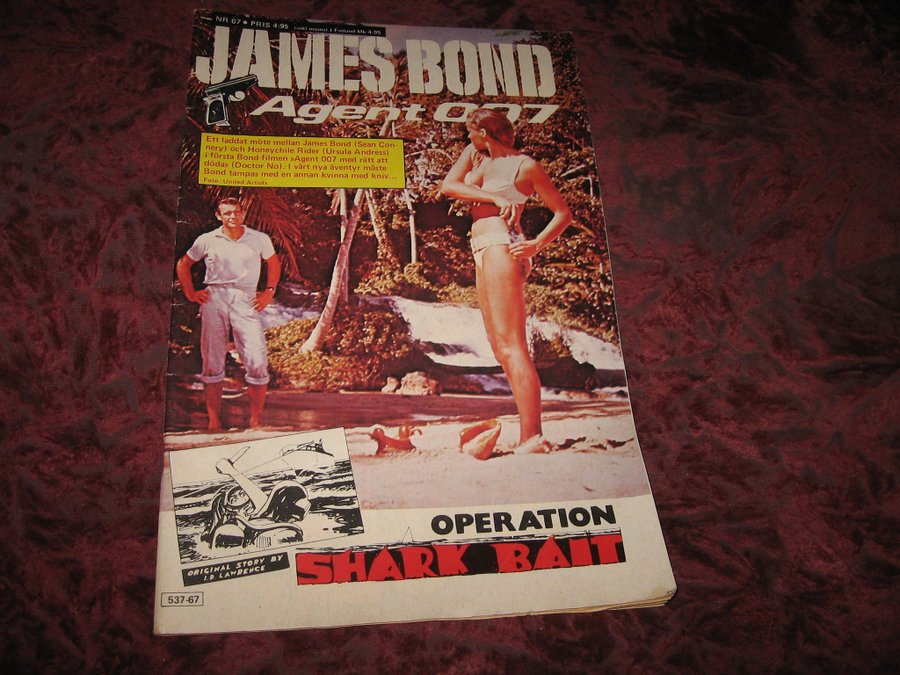 NR 67 • PRIS 4:95 (inkl moms) I Finland Mk 4:95
JAMES BOND
Agent 007
Ett laddat möte mellan James Bond (Sean Con-
nery) och Honeychile Rider (Ursula Andress)
i första Bond-filmen »Agent 007 med rätt att
döda» (Doctor No). I vårt nya äventyr måste
Bond tampas med en annan kvinna med kniv...
Foto: United Artists
ORIGINAL STORY BY
J.D LAWRENCE
OPERATION
SHARK BAIT
537-67